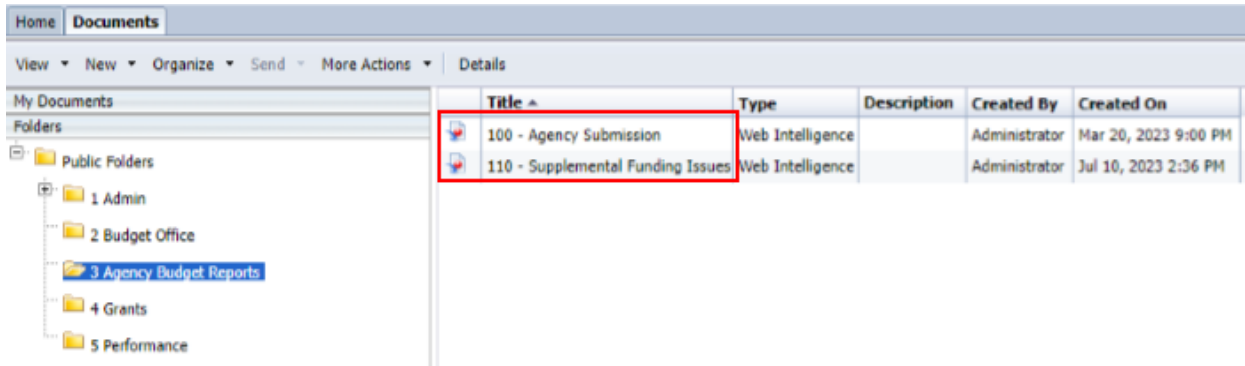 Home Documents
View New Organize Send More Actions Details
My Documents
Folders
Public Folders
1 Admin
2 Budget Office
3 Agency Budget Reports
4 Grants
5 Performance
Title Type Description Created By Created On
100 - Agency Submission Web Intelligence Administrator Mar 20, 2023 9:00 PM
110 - Supplemental Funding Issues Web Intelligence Administrator Jul 10, 2023 2:36 PM